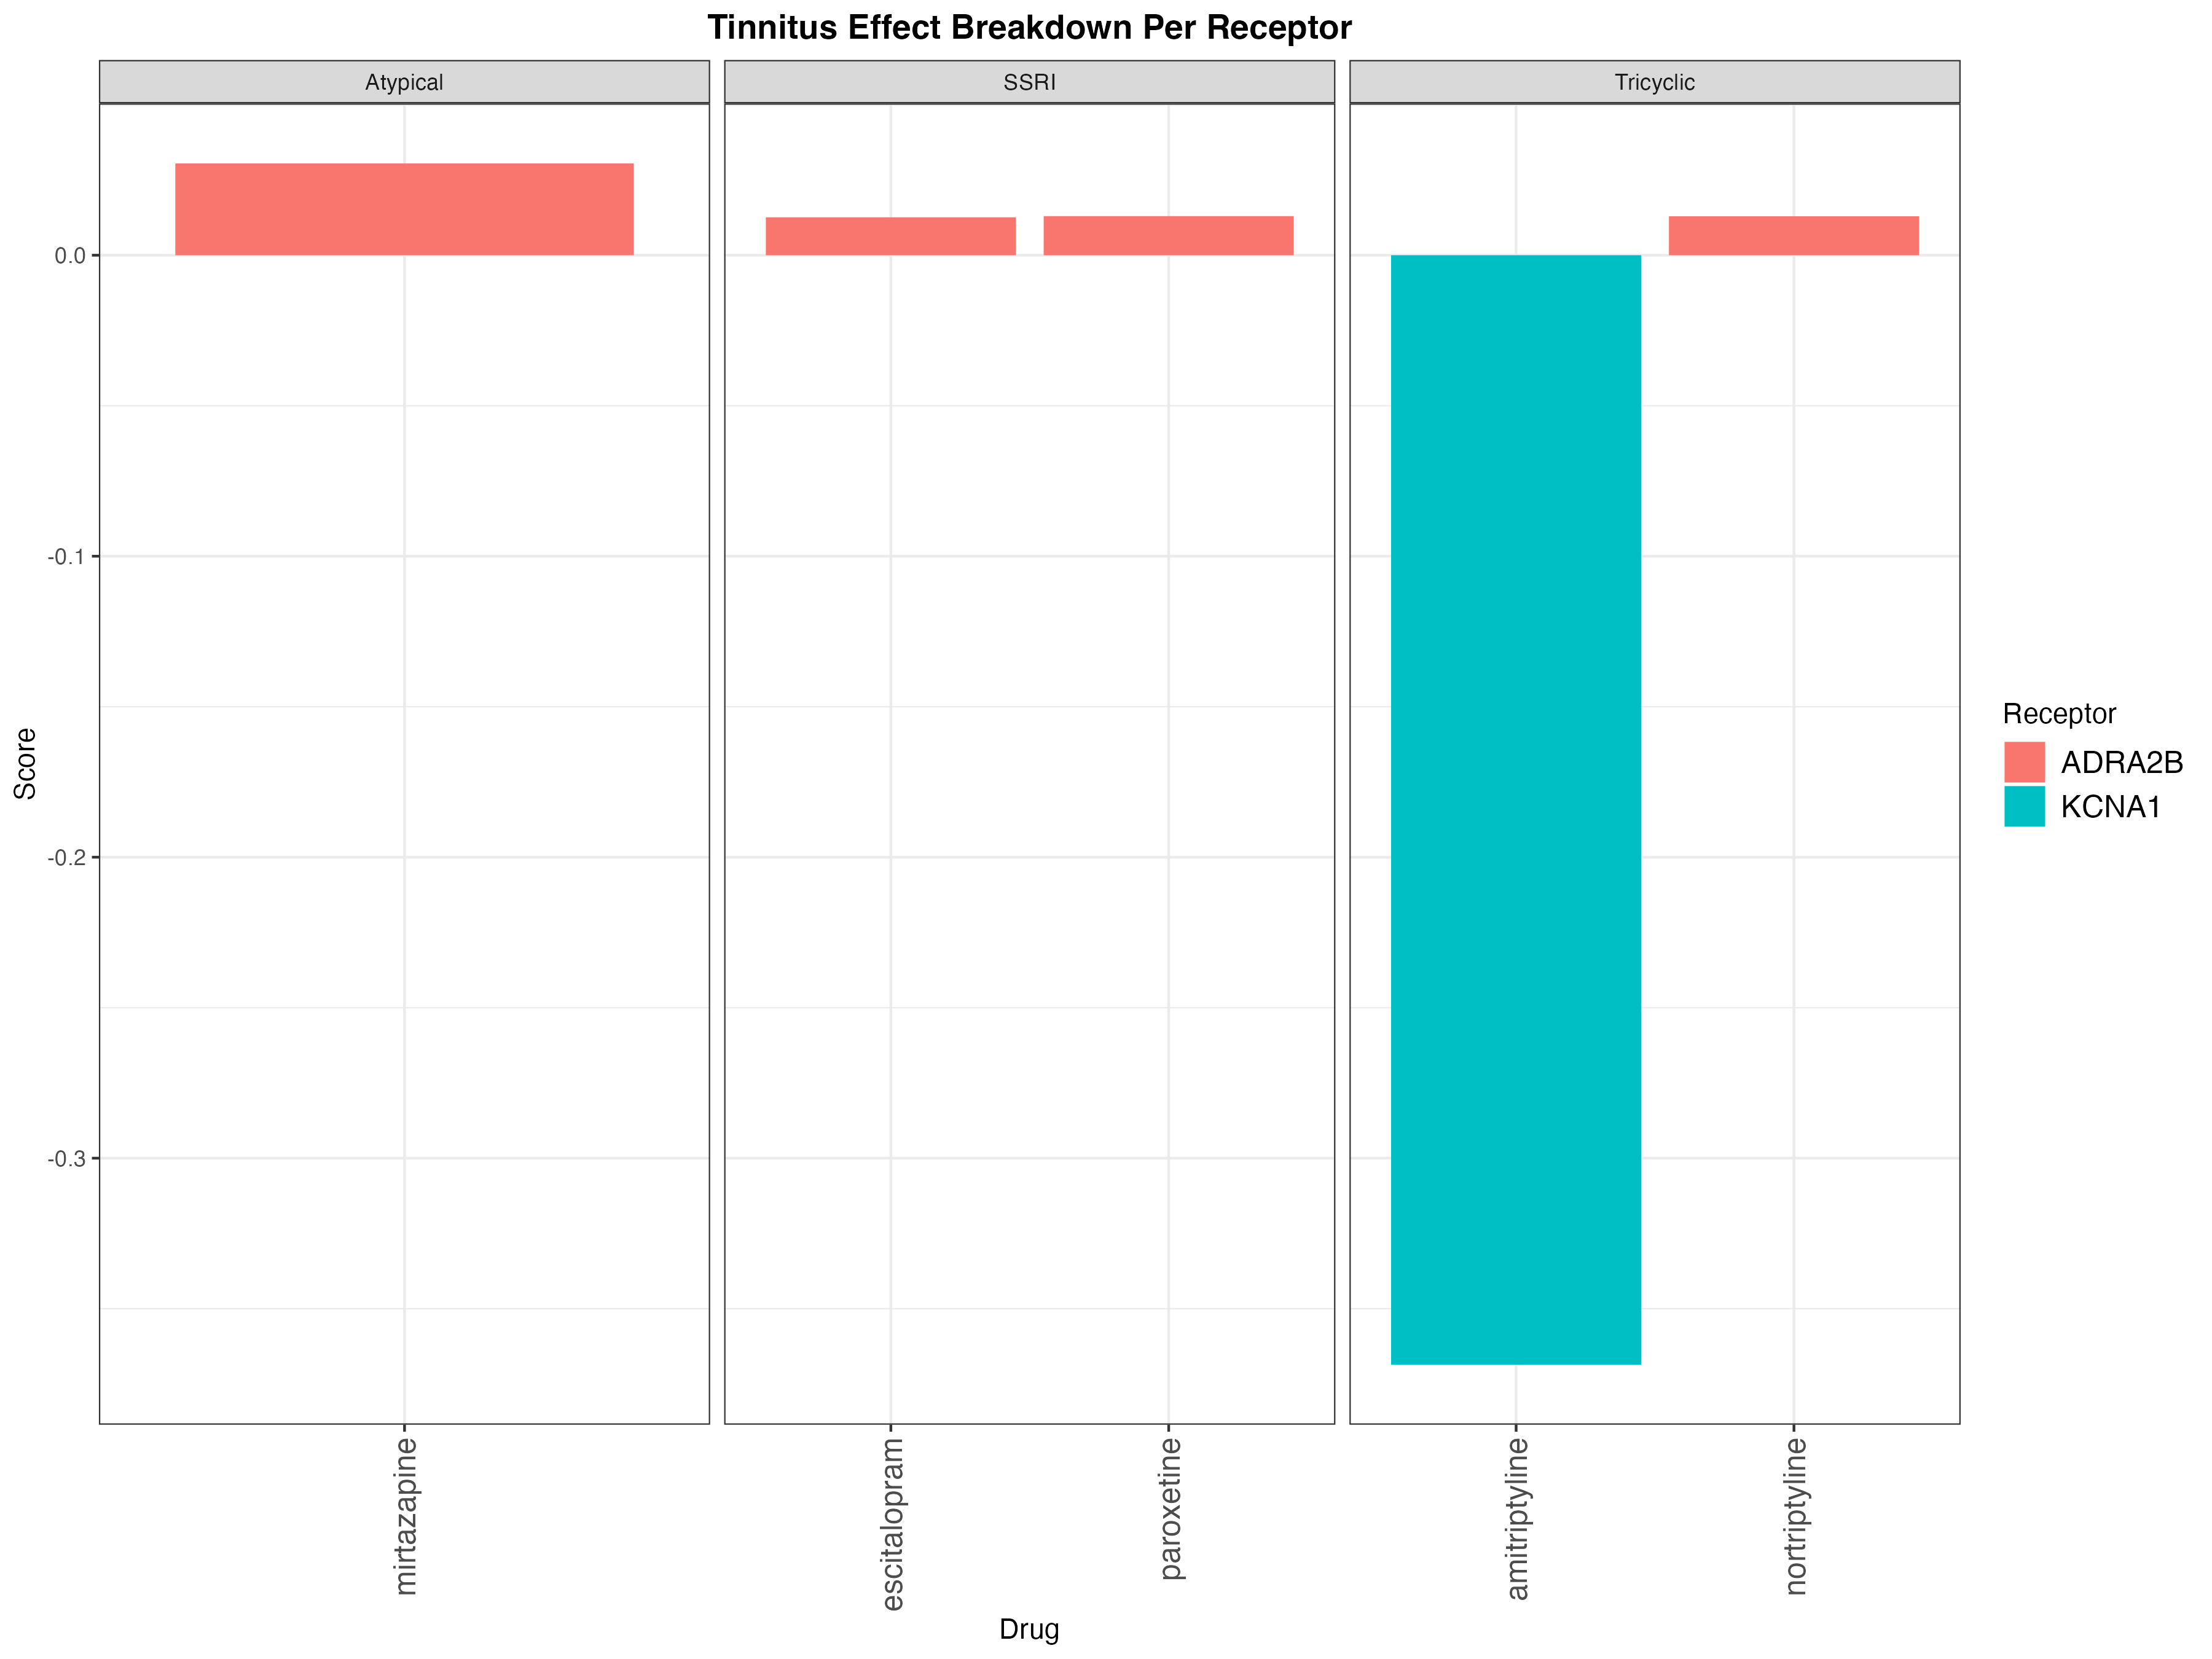 Tinnitus Effect Breakdown Per Receptor
Atypical
SSRI
Tricyclic
0.0
-0.1
-0.2
-0.3
Score
mirtazapine
escitalopram
paroxetine
amitriptyline
nortriptyline
Drug
Receptor
ADRA2B
KCNA1